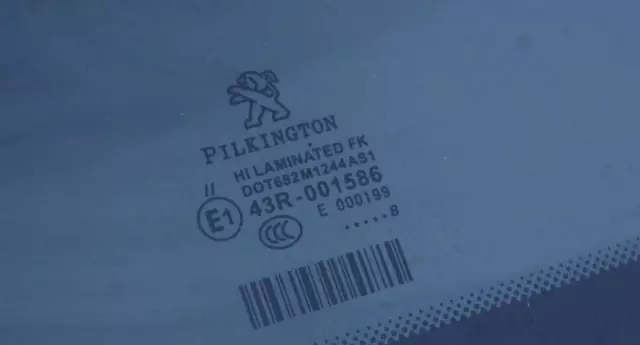 PILKINGTON
HI LAMINATED FK
II DOT682M1244AS1
E1 43R-001586
CCC E 000199
.....8